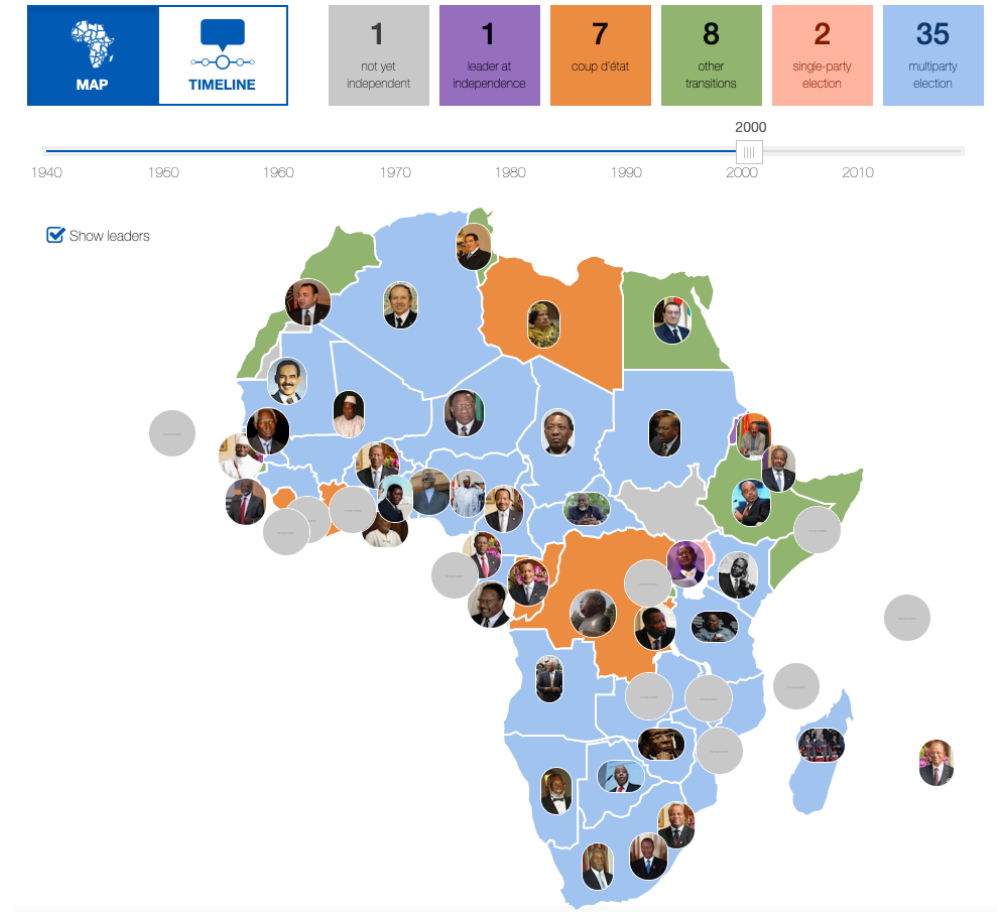 1
not yet
independent
1
leader at
independence
7
coup d'état
8
other
transitions
2
single-party
election
35
multiparty
election
MAP
TIMELINE
2000
1940
1950
1960
1970
1980
1990
2000
2010
Show leaders